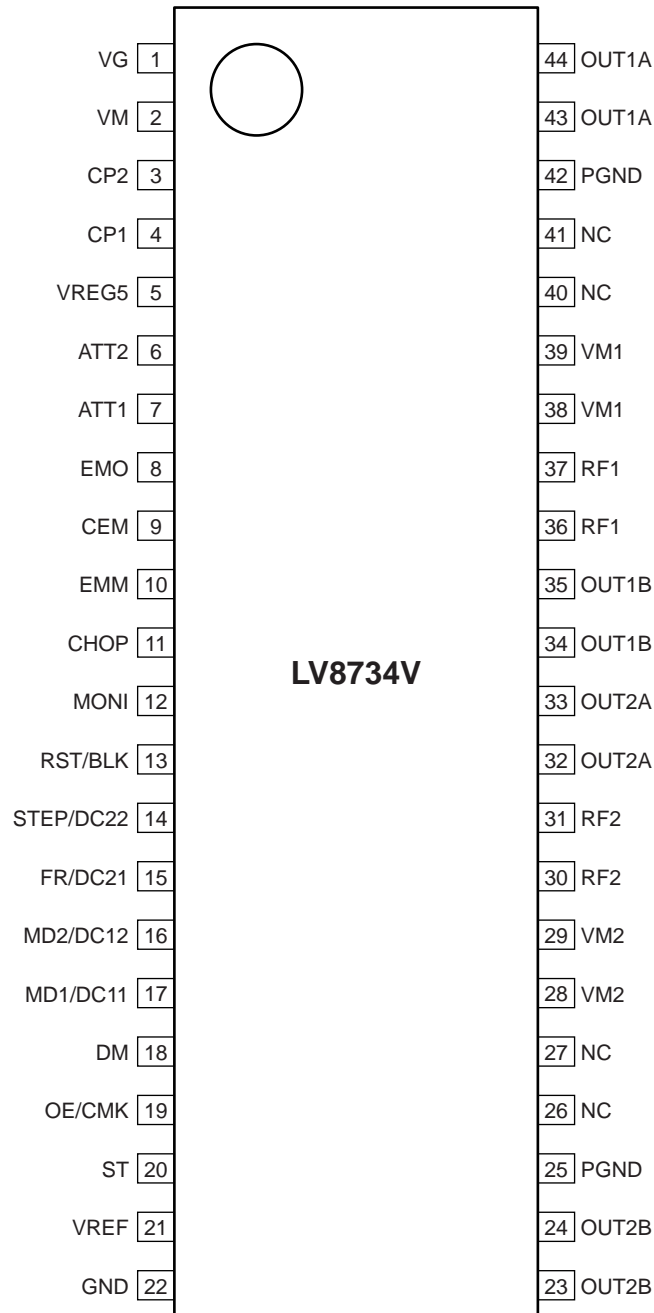 VG 1 44 OUT1A
VM 2 43 OUT1A
CP2 3 42 PGND
CP1 4 41 NC
VREG5 5 40 NC
ATT2 6 39 VM1
ATT1 7 38 VM1
EMO 8 37 RF1
CEM 9 36 RF1
EMM 10 35 OUT1B
CHOP 11 34 OUT1B
LV8734V
MONI 12 33 OUT2A
RST/BLK 13 32 OUT2A
STEP/DC22 14 31 RF2
FR/DC21 15 30 RF2
MD2/DC12 16 29 VM2
MD1/DC11 17 28 VM2
DM 18 27 NC
OE/CMK 19 26 NC
ST 20 25 PGND
VREF 21 24 OUT2B
GND 22 23 OUT2B